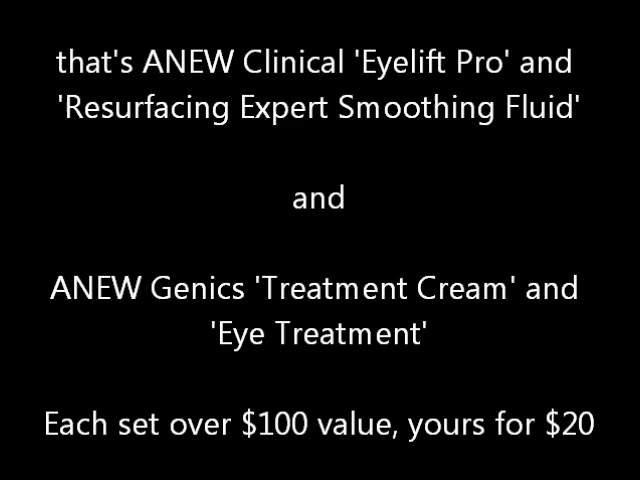 that's ANEW Clinical 'Eyelift Pro' and
'Resurfacing Expert Smoothing Fluid'
and
ANEW Genics 'Treatment Cream' and
'Eye Treatment'
Each set over $100 value, yours for $20